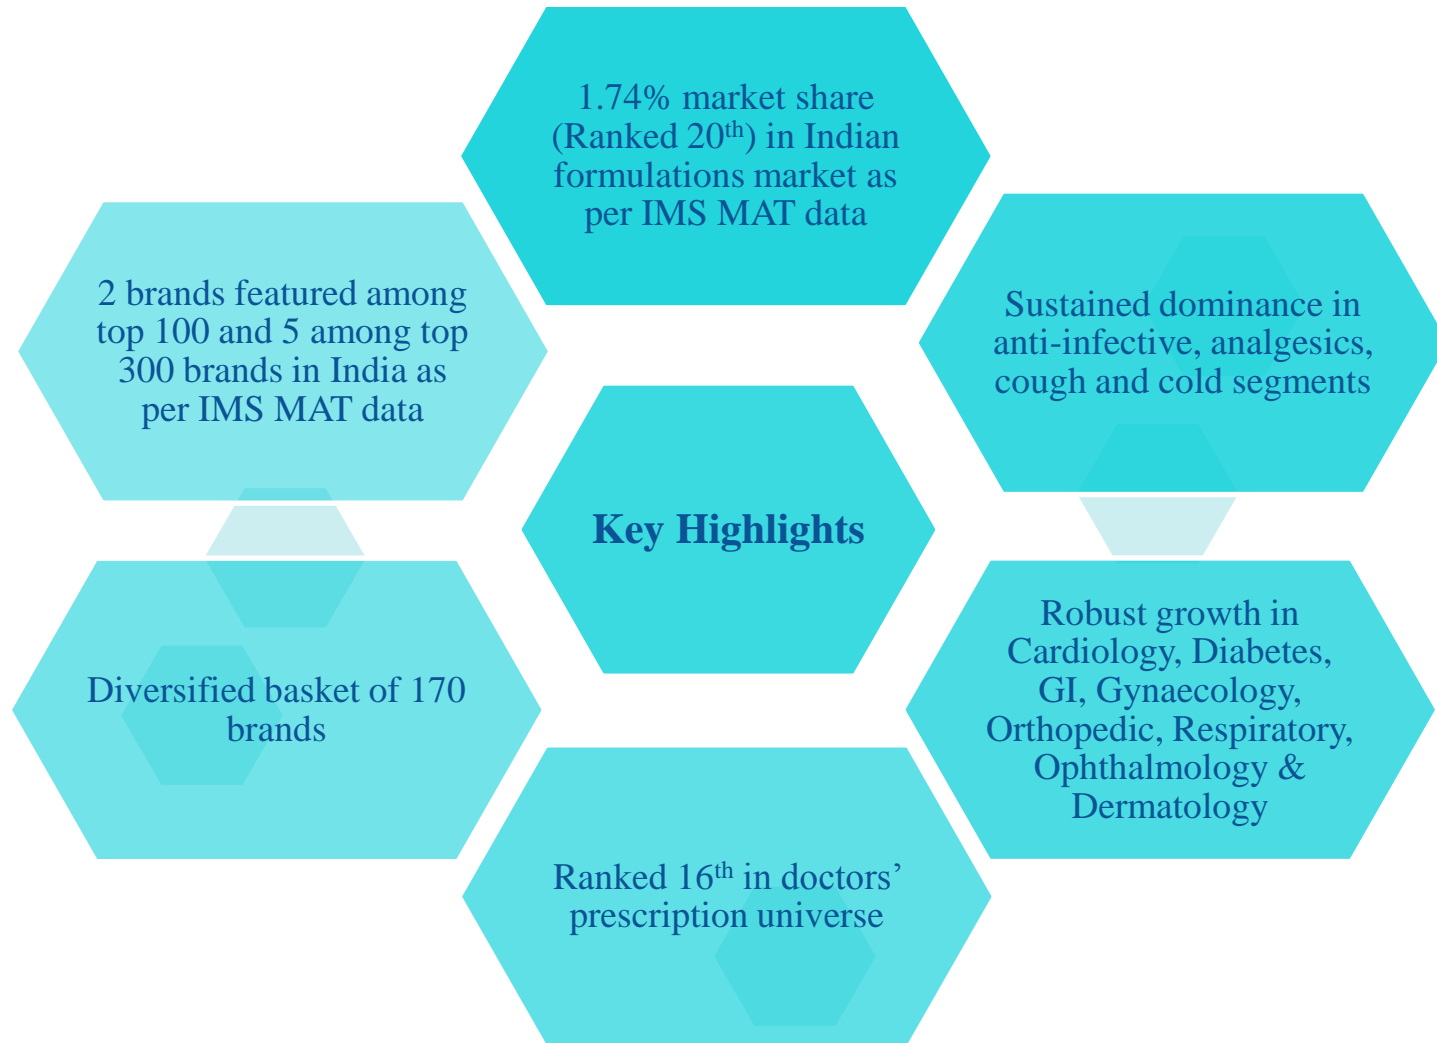 1.74% market share
(Ranked 20th) in Indian
formulations market as
per IMS MAT data
2 brands featured among
top 100 and 5 among top
300 brands in India as
per IMS MAT data
Sustained dominance in
anti-infective, analgesics,
cough and cold segments
Key Highlights
Diversified basket of 170
brands
Robust growth in
Cardiology, Diabetes,
GI, Gynaecology,
Orthopedic, Respiratory,
Ophthalmology &
Dermatology
Ranked 16th in doctors’
prescription universe